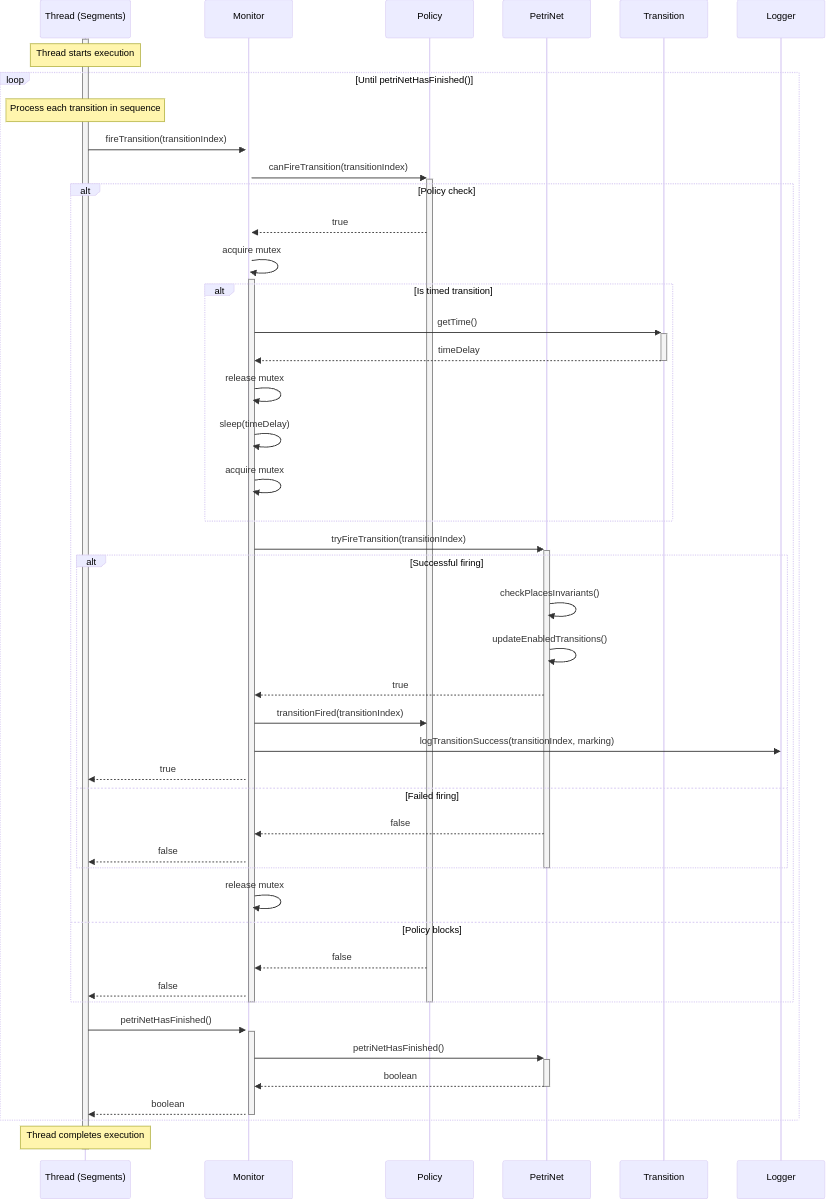 Thread (Segments) Monitor Policy PetriNet Transition Logger
Thread starts execution
loop [Until petriNetHasFinished()]
Process each transition in sequence
fireTransition(transitionIndex)
canFireTransition(transitionIndex)
alt [Policy check]
true
acquire mutex
alt [Is timed transition]
getTime()
timeDelay
release mutex
sleep(timeDelay)
acquire mutex
tryFireTransition(transitionIndex)
alt [Successful firing]
checkPlacesInvariants()
updateEnabledTransitions()
true
transitionFired(transitionIndex)
logTransitionSuccess(transitionIndex, marking)
true
[Failed firing]
false
false
release mutex
[Policy blocks]
false
false
petriNetHasFinished()
petriNetHasFinished()
boolean
boolean
Thread completes execution
Thread (Segments) Monitor Policy PetriNet Transition Logger